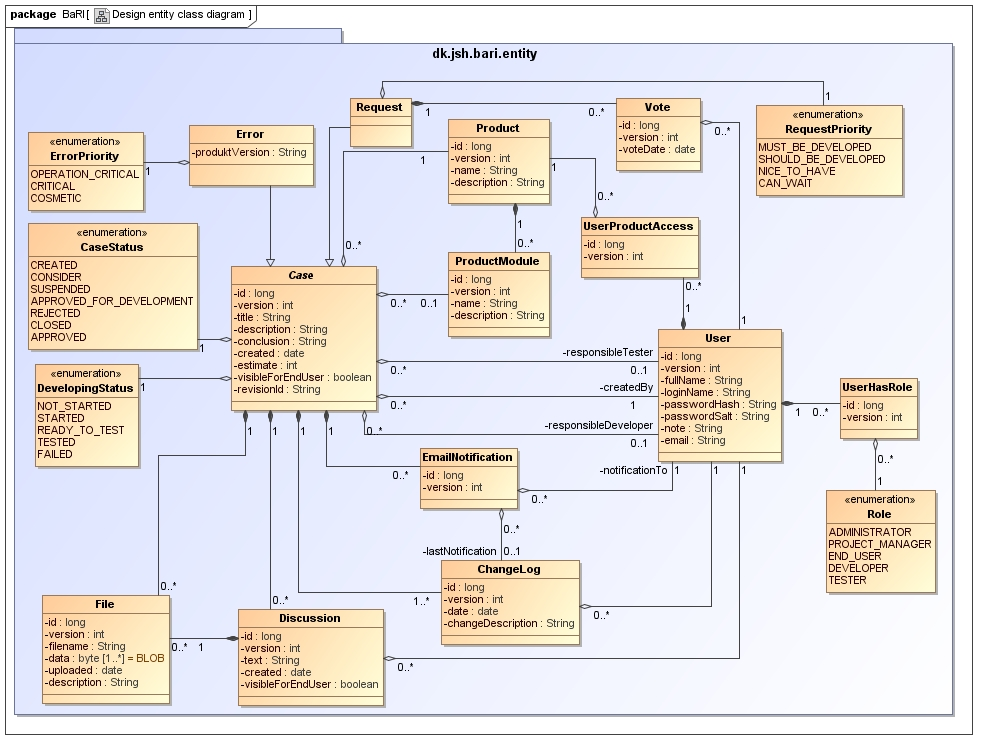 package BaRI [ Design entity class diagram ]
dk.jsh.bari.entity
Request
1
0..*
Vote
-id : long
-version : int
-voteDate : date
0..*
1
«enumeration»
RequestPriority
MUST_BE_DEVELOPED
SHOULD_BE_DEVELOPED
NICE_TO_HAVE
CAN_WAIT
«enumeration»
ErrorPriority
OPERATION_CRITICAL
CRITICAL
COSMETIC
1
Error
-produktVersion : String
Product
-id : long
-version : int
-name : String
-description : String
1
1
0..*
1
0..*
0..*
UserProductAccess
-id : long
-version : int
0..*
1
«enumeration»
CaseStatus
CREATED
CONSIDER
SUSPENDED
APPROVED_FOR_DEVELOPMENT
REJECTED
CLOSED
APPROVED
1
Case
-id : long
-version : int
-title : String
-description : String
-conclusion : String
-created : date
-estimate : int
-visibleForEndUser : boolean
-revisionId : String
ProductModule
-id : long
-version : int
-name : String
-description : String
0..*
0..1
1
User
-id : long
-version : int
-fullName : String
-loginName : String
-passwordHash : String
-passwordSalt : String
-note : String
-email : String
-responsibleTester
0..*
0..1
-createdBy
0..*
1
-responsibleDeveloper
0..*
0..1
«enumeration»
DevelopingStatus
NOT_STARTED
STARTED
READY_TO_TEST
TESTED
FAILED
1
UserHasRole
-id : long
-version : int
1
0..*
0..*
1
«enumeration»
Role
ADMINISTRATOR
PROJECT_MANAGER
END_USER
DEVELOPER
TESTER
1
1
1
1
EmailNotification
-id : long
-version : int
0..*
-notificationTo
1
1
1
0..*
0..*
-lastNotification
0..1
ChangeLog
-id : long
-version : int
-date : date
-changeDescription : String
1..*
0..*
0..*
File
-id : long
-version : int
-filename : String
-data : byte [1..*] = BLOB
-uploaded : date
-description : String
0..*
1
0..*
Discussion
-id : long
-version : int
-text : String
-created : date
-visibleForEndUser : boolean
0..*